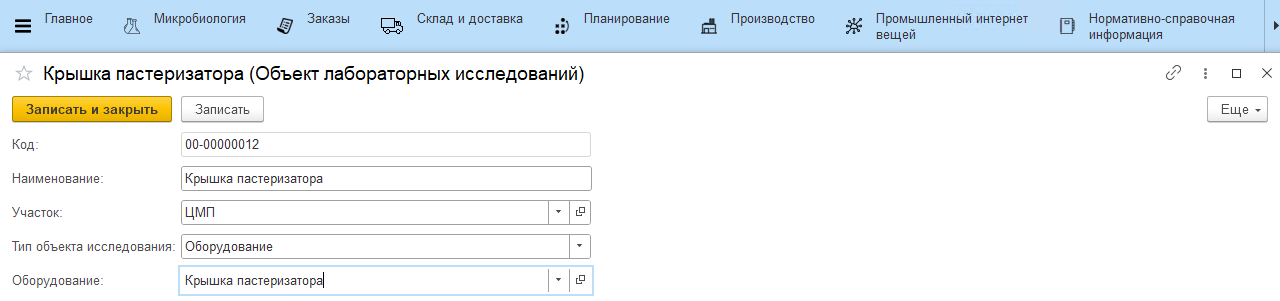 Главное
Микробиология
Заказы
Склад и доставка
Планирование
Производство
Промышленный интернет
вещей
Нормативно-справочная
информация
Крышка пастеризатора (Объект лабораторных исследований)
Записать и закрыть
Записать
Еще
Код:
00-00000012
Наименование:
Крышка пастеризатора
Участок:
ЦМП
Тип объекта исследования:
Оборудование
Оборудование:
Крышка пастеризатора